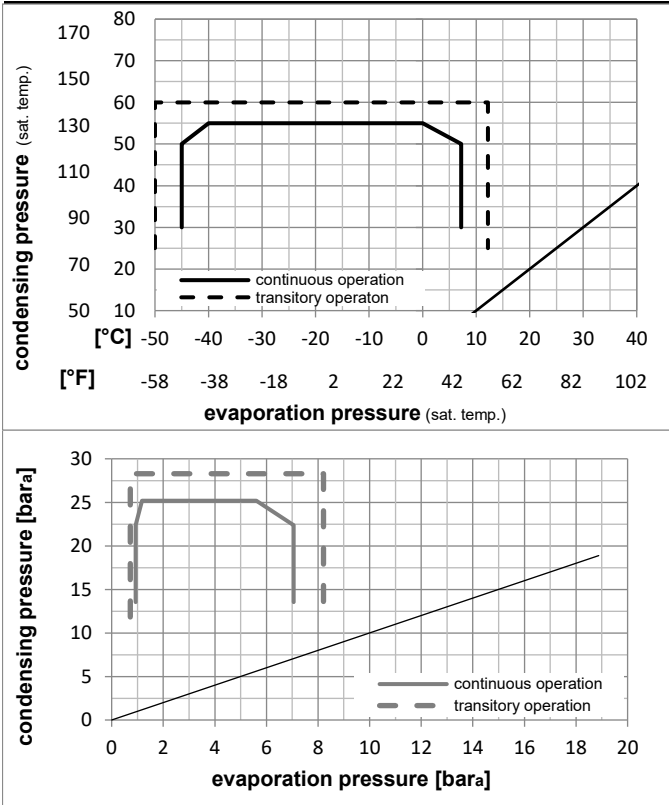 170 80
70
150
60
130
50
110
40
90
30
70 20
50 10
condensing pressure (sat. temp.)
continuous operation
transitory operaton
[°C] -50 -40 -30 -20 -10 0 10 20 30 40
[°F] -58 -38 -18 2 22 42 62 82 102
evaporation pressure (sat. temp.)
30
25
20
15
10
5
0
condensing pressure [bara]
continuous operation
transitory operation
0 2 4 6 8 10 12 14 16 18 20
evaporation pressure [bara]